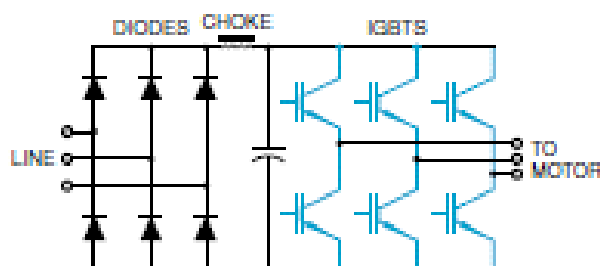 DIODES
CHOKE
IGBTS
LINE
TO
MOTOR